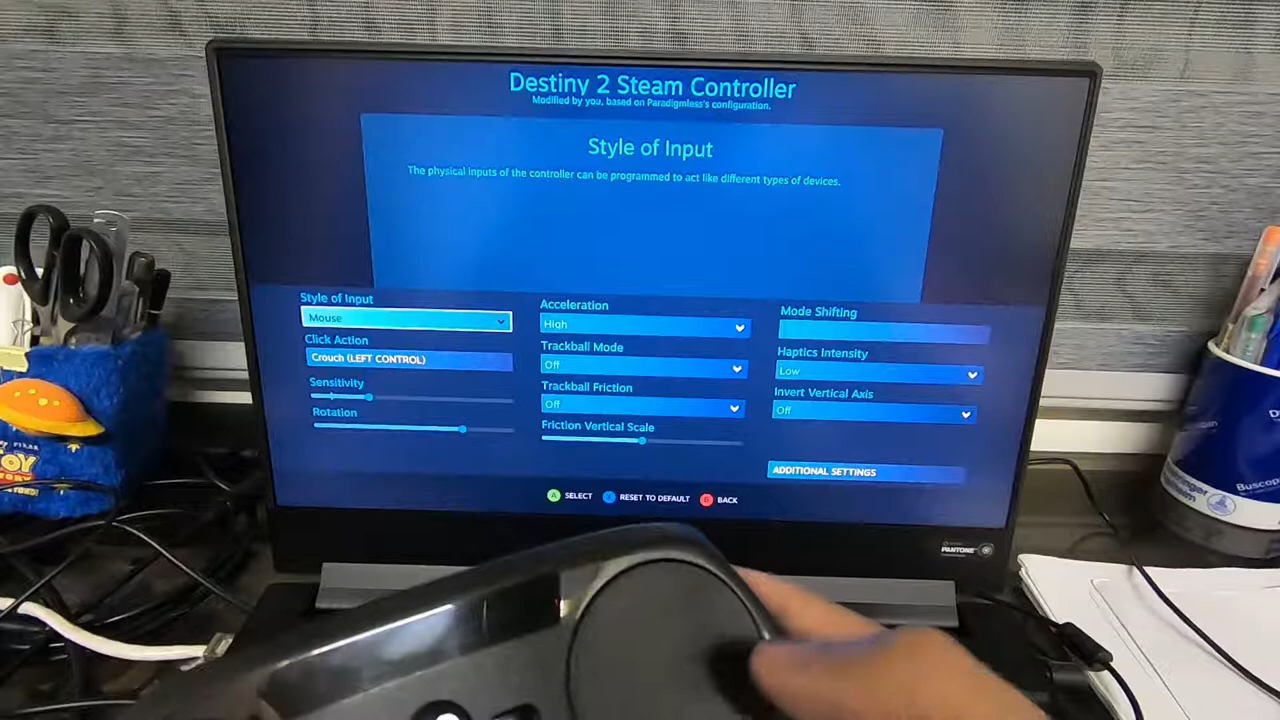 Destiny 2 Steam Controller
Modified by you, based on Paradigmless's configuration.
Style of Input
The physical inputs of the controller can be programmed to act like different types of devices.
Style of Input
Mouse
Click Action
Crouch (LEFT CONTROL)
Sensitivity
Rotation
Acceleration
High
Trackball Mode
Off
Trackball Friction
Off
Friction Vertical Scale
Mode Shifting
Haptics Intensity
Low
Invert Vertical Axis
Off
ADDITIONAL SETTINGS
A SELECT
X RESET TO DEFAULT
B BACK
PANTONE
PIXAR
Buscop